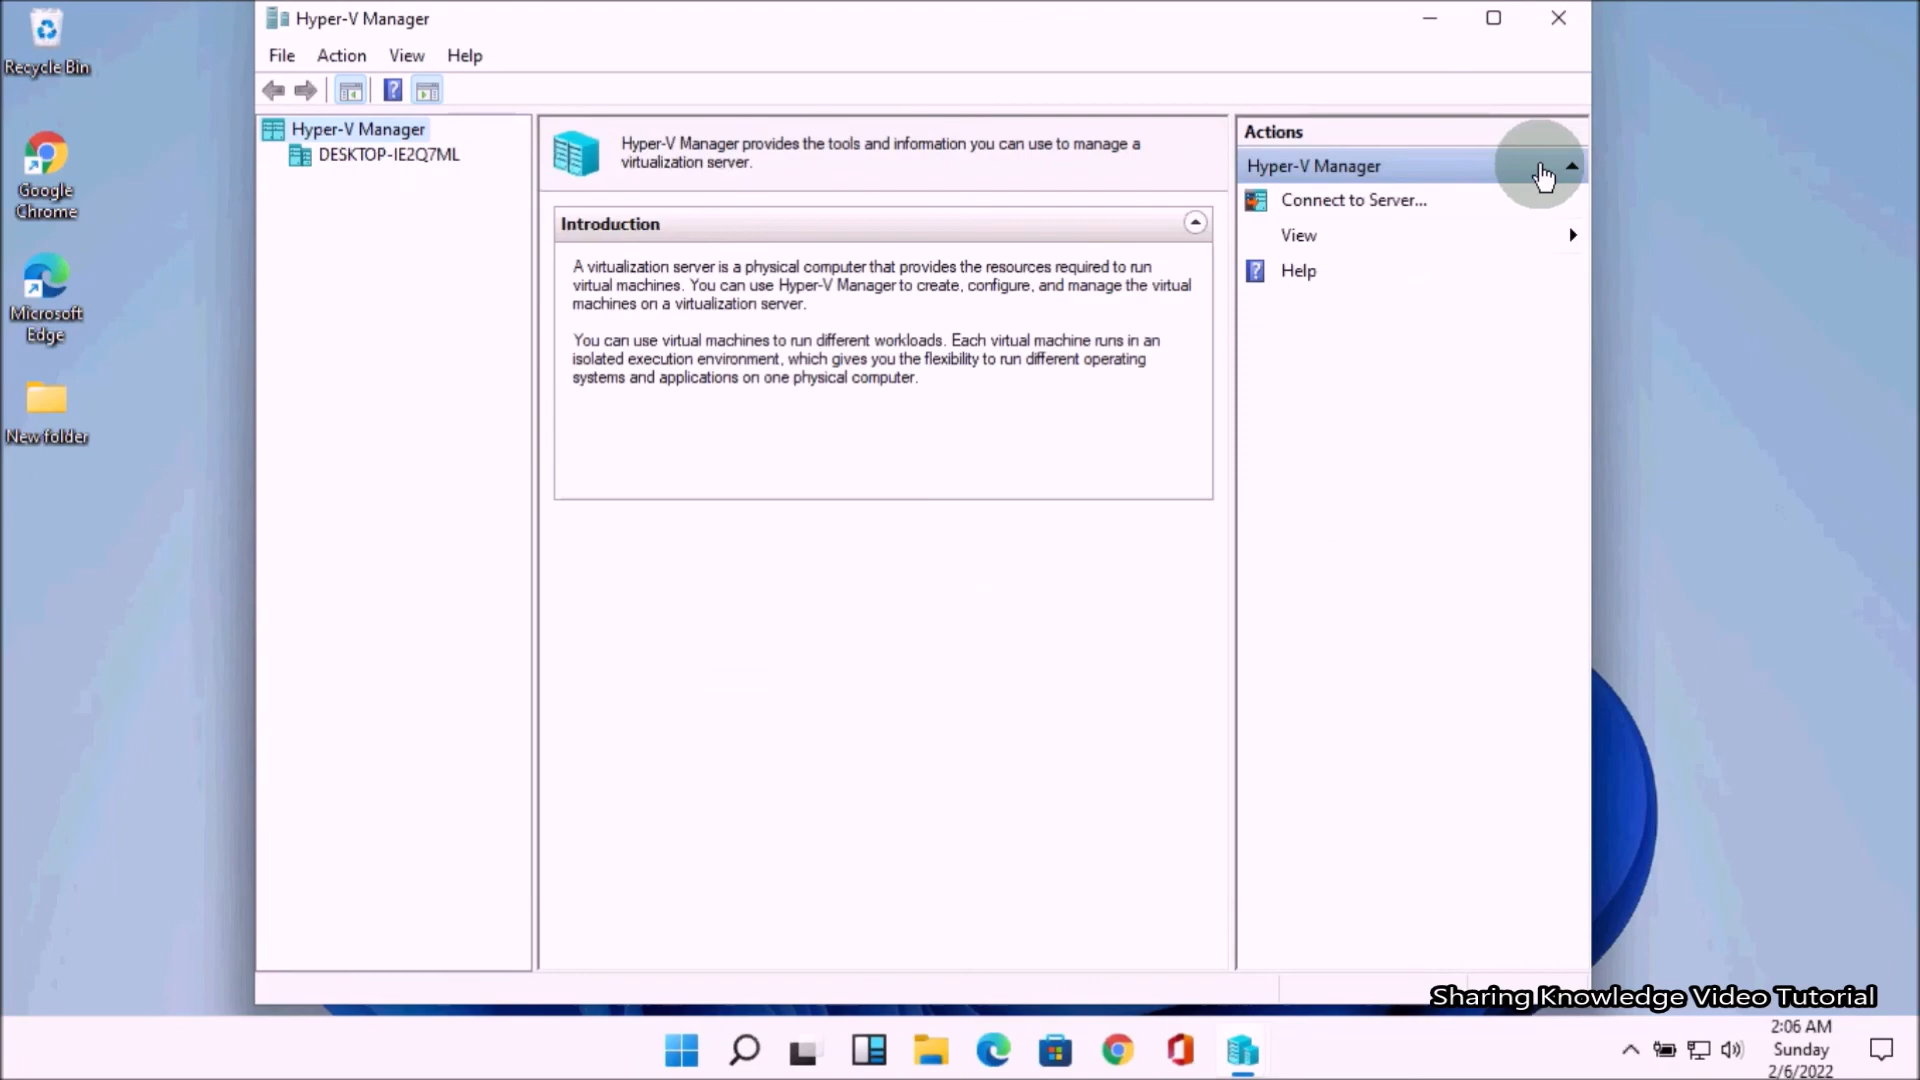 Recycle Bin
Google
Chrome
Microsoft
Edge
New folder
Hyper-V Manager
File Action View Help
Hyper-V Manager
DESKTOP-IE2Q7ML
Hyper-V Manager provides the tools and information you can use to manage a
virtualization server.
Introduction
A virtualization server is a physical computer that provides the resources required to run
virtual machines. You can use Hyper-V Manager to create, configure, and manage the virtual
machines on a virtualization server.
You can use virtual machines to run different workloads. Each virtual machine runs in an
isolated execution environment, which gives you the flexibility to run different operating
systems and applications on one physical computer.
Actions
Hyper-V Manager
Connect to Server...
View
Help
Sharing Knowledge Video Tutorial
2:06 AM
Sunday
2/6/2022